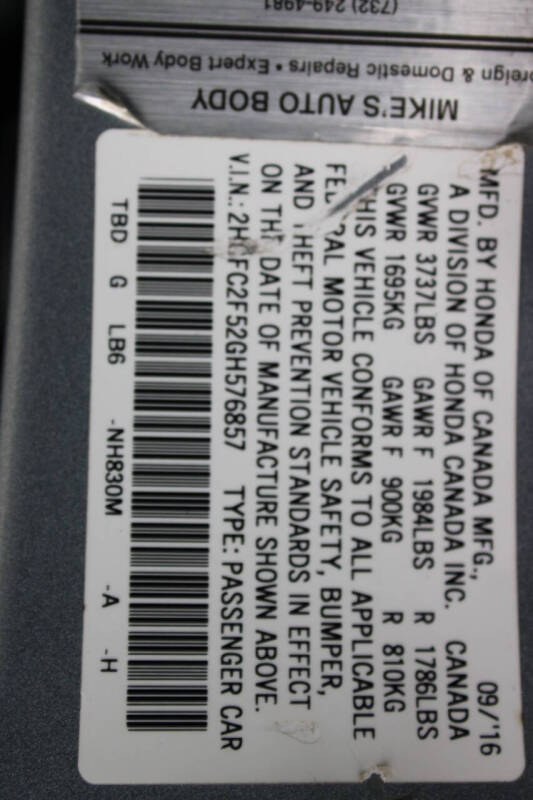 (732) 249-4981
Foreign & Domestic Repairs • Expert Body Work
MIKE'S AUTO BODY
MFD. BY HONDA OF CANADA MFG., 09/16
A DIVISION OF HONDA CANADA INC. CANADA
GVWR 3737LBS GAWR F 1984LBS R 1786LBS
GVWR 1695KG GAWR F 900KG R 810KG
THIS VEHICLE CONFORMS TO ALL APPLICABLE
FEDERAL MOTOR VEHICLE SAFETY, BUMPER,
AND THEFT PREVENTION STANDARDS IN EFFECT
ON THE DATE OF MANUFACTURE SHOWN ABOVE.
V.I.N.: 2HGFC2F52GH576857 TYPE: PASSENGER CAR
TBD G LB6 -NH830M -A -H